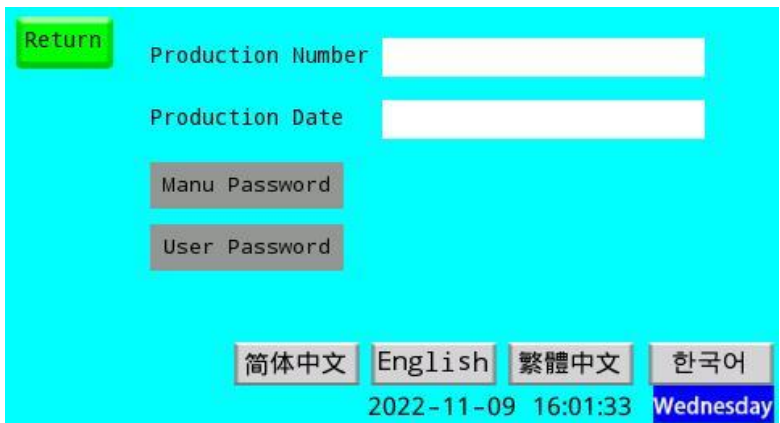 Return
Production Number
Production Date
Manu Password
User Password
简体中文 English 繁體中文 한국어
2022-11-09 16:01:33 Wednesday